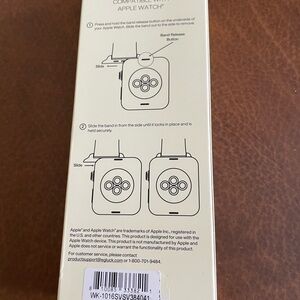 COMPATIBLE WITH
APPLE WATCH®
1 Press and hold the band release button on the underside of
your Apple Watch. Slide the band out to the side to remove.
Band Release
Button
Slide
2 Slide the band in from the side until it locks in place and is
held securely.
Slide
Apple® and Apple Watch® are trademarks of Apple Inc., registered in
the U.S. and other countries. This product is designed for use with the
Apple Watch device. This product is not manufactured by Apple and
Apple does not service or warrant the functionality of this product.
For customer service, please contact
productsupport@egluck.com or 1-800-701-9484.
WK-1016SVSV384041